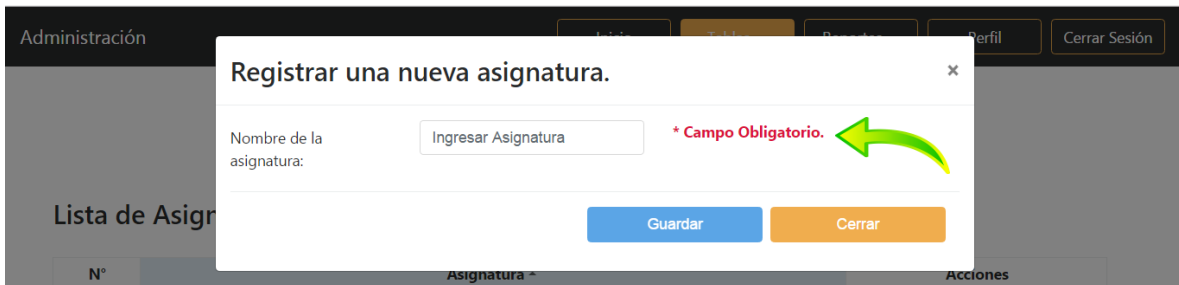 Administración
Perfil
Cerrar Sesión
Registrar una nueva asignatura.
×
Nombre de la
asignatura:
Ingresar Asignatura
* Campo Obligatorio.
Lista de Asign
Guardar
Cerrar
N°
Asignatura
Acciones